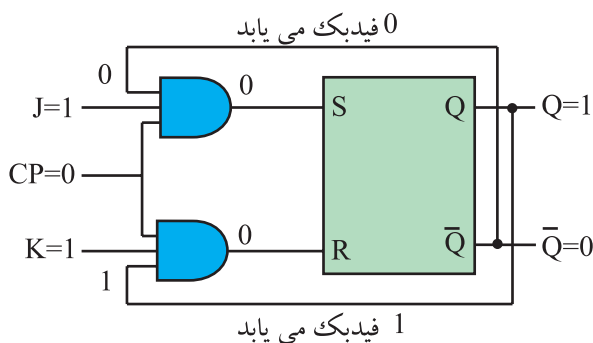 0 فیدبک می یابد
0
0
J=1
S
Q
Q=1
CP=0
K=1
0
R
Q̅
Q̅=0
1
1 فیدبک می یابد